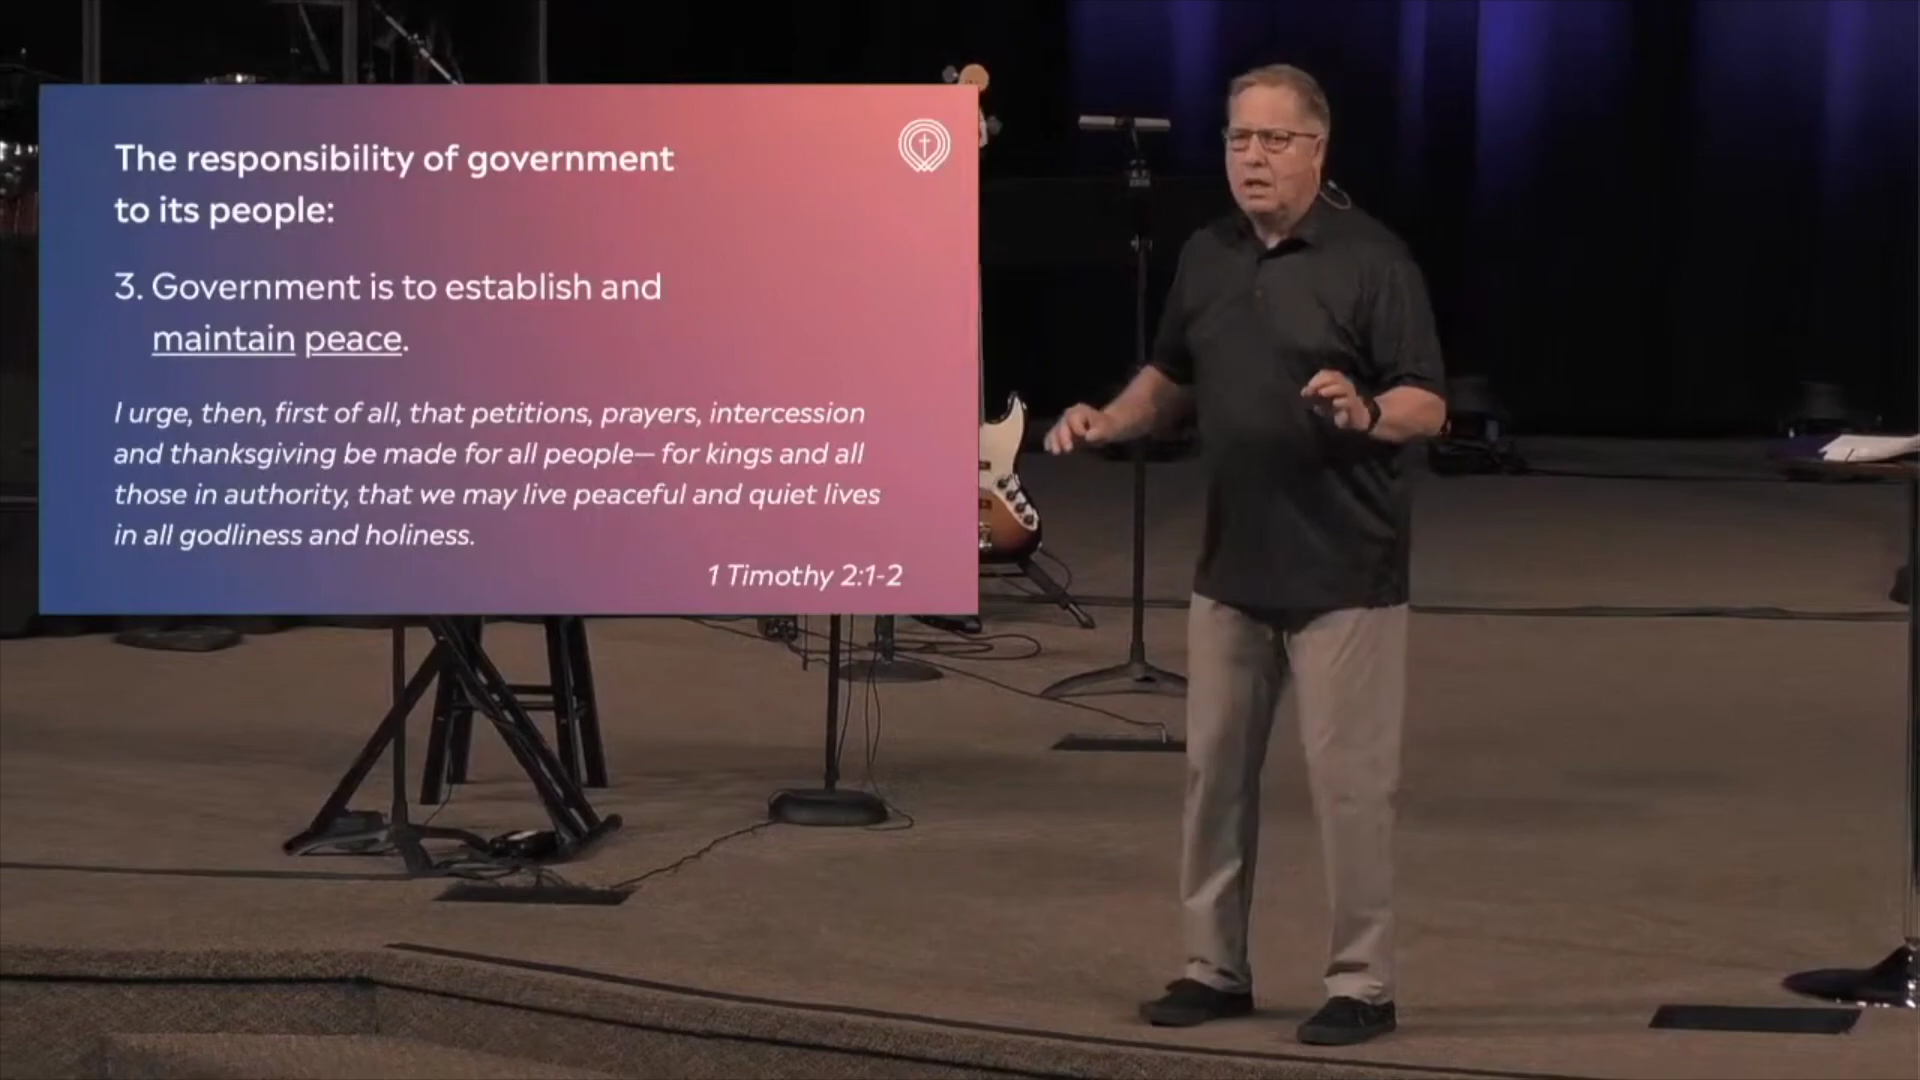 The responsibility of government
to its people:
3. Government is to establish and
maintain peace.
I urge, then, first of all, that petitions, prayers, intercession
and thanksgiving be made for all people— for kings and all
those in authority, that we may live peaceful and quiet lives
in all godliness and holiness.
1 Timothy 2:1-2